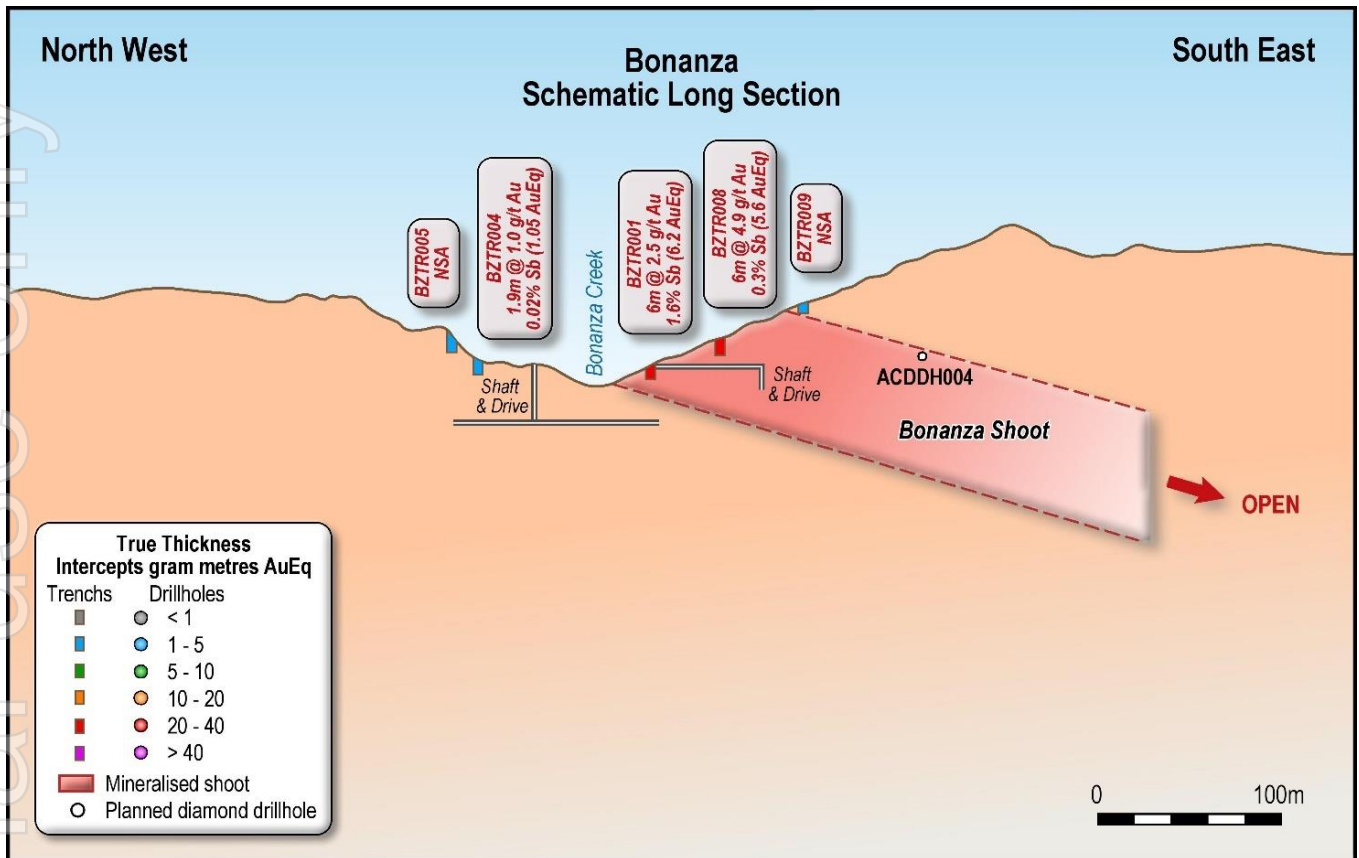 North West
South East
Bonanza
Schematic Long Section
BZTR005
NSA
BZTR004
1.9m @ 1.0 g/t Au
0.02% Sb (1.05 AuEq)
Bonanza Creek
BZTR001
6m @ 2.5 g/t Au
1.6% Sb (6.2 AuEq)
BZTR008
6m @ 4.9 g/t Au
0.3% Sb (5.6 AuEq)
BZTR009
NSA
Shaft
& Drive
Shaft
& Drive
ACDDH004
Bonanza Shoot
OPEN
True Thickness
Intercepts gram metres AuEq
Trenchs Drillholes
< 1
1 - 5
5 - 10
10 - 20
20 - 40
> 40
Mineralised shoot
Planned diamond drillhole
0 100m